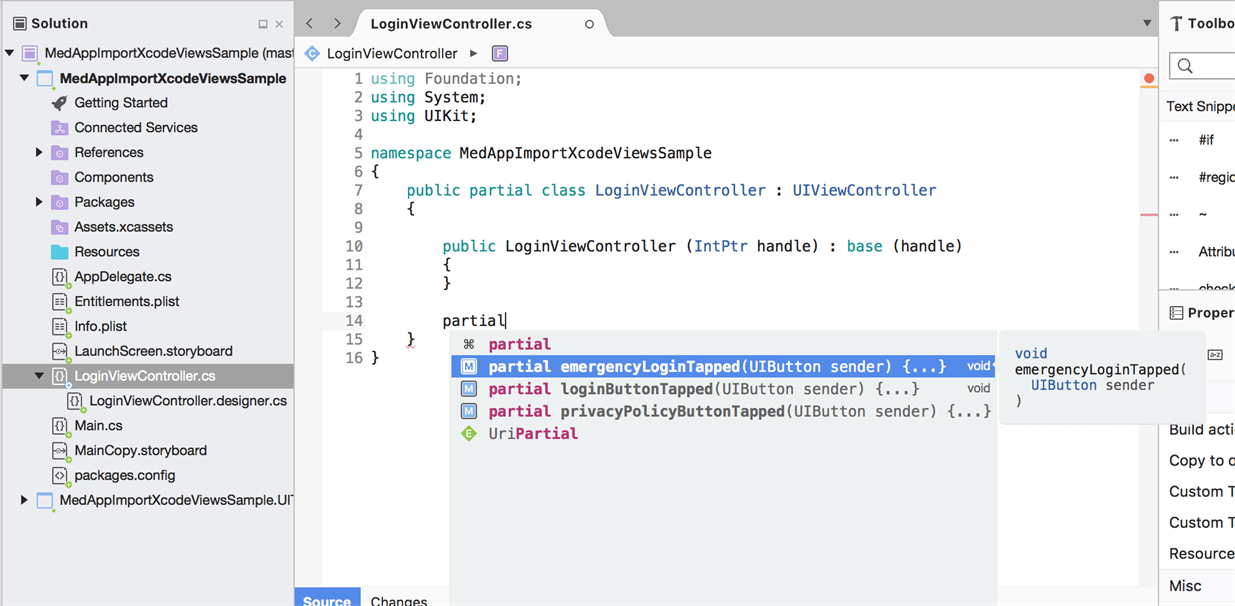 Solution
MedAppImportXcodeViewsSample (mast
MedAppImportXcodeViewsSample
Getting Started
Connected Services
References
Components
Packages
Assets.xcassets
Resources
AppDelegate.cs
Entitlements.plist
Info.plist
LaunchScreen.storyboard
LoginViewController.cs
LoginViewController.designer.cs
Main.cs
MainCopy.storyboard
packages.config
MedAppImportXcodeViewsSample.UIT
LoginViewController.cs
LoginViewController
1 using Foundation;
2 using System;
3 using UIKit;
4
5 namespace MedAppImportXcodeViewsSample
6 {
7 public partial class LoginViewController : UIViewController
8 {
9
10 public LoginViewController (IntPtr handle) : base (handle)
11 {
12 }
13
14 partial
15 }
16 }
partial
partial emergencyLoginTapped(UIButton sender) {...} void
partial loginButtonTapped(UIButton sender) {...} void
partial privacyPolicyButtonTapped(UIButton sender) {...}
UriPartial
void
emergencyLoginTapped(
UIButton sender
)
Source Changes
Toolbo
Text Snippe
#if
#regio
~
Attribu
check
Proper
Build acti
Copy to o
Custom T
Custom T
Resource
Misc